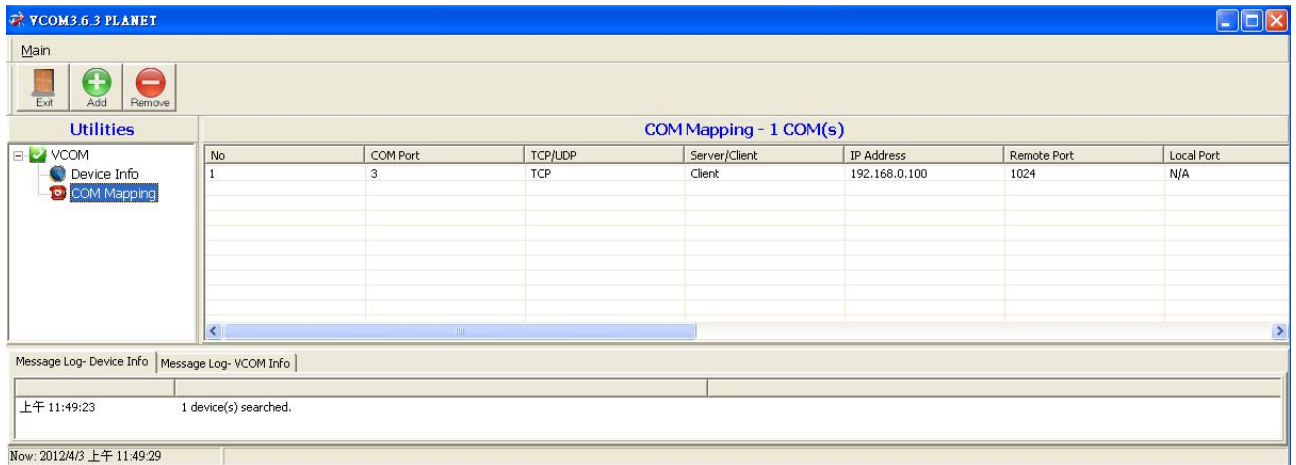 VCOM3.6.3 PLANET
Main
Exit Add Remove
Utilities
COM Mapping - 1 COM(s)
VCOM
Device Info
COM Mapping
No COM Port TCP/UDP Server/Client IP Address Remote Port Local Port
1 3 TCP Client 192.168.0.100 1024 N/A
Message Log- Device Info Message Log- VCOM Info
上午 11:49:23 1 device(s) searched.
Now: 2012/4/3 上午 11:49:29